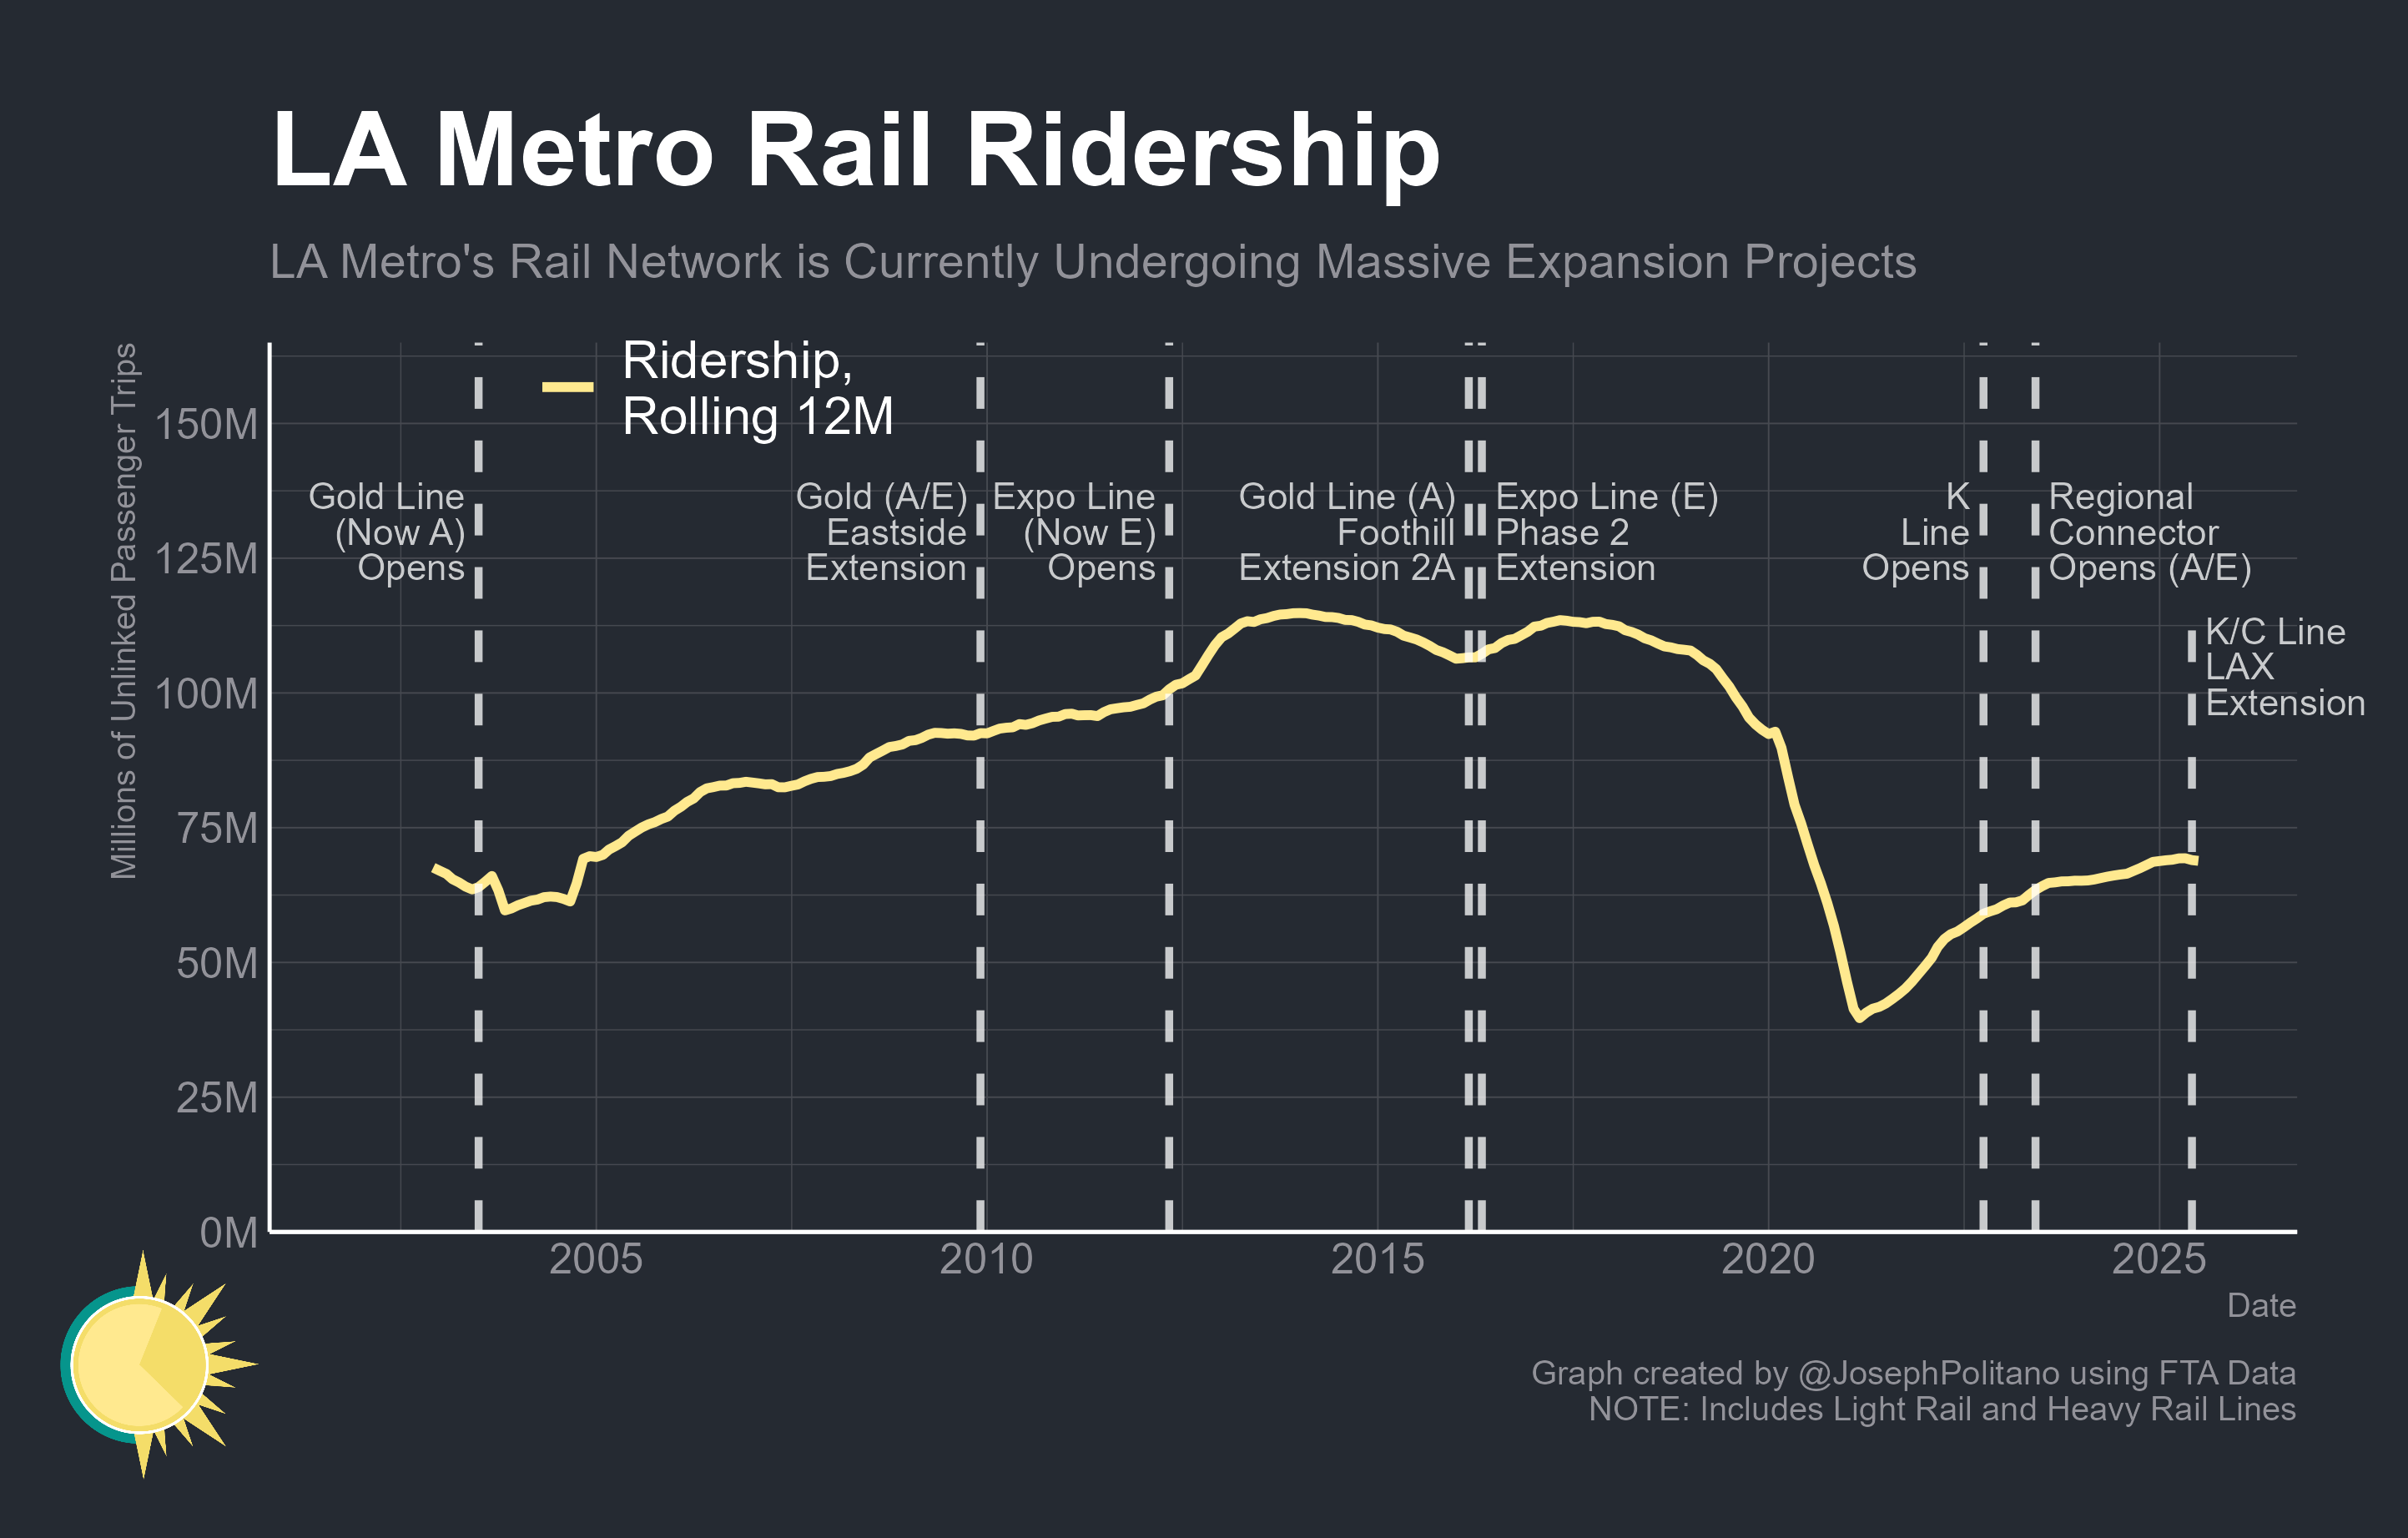 LA Metro Rail Ridership
LA Metro's Rail Network is Currently Undergoing Massive Expansion Projects
Millions of Unlinked Passenger Trips
Ridership,
Rolling 12M
150M
125M
100M
75M
50M
25M
0M
Gold Line
(Now A)
Opens
Gold (A/E)
Eastside
Extension
Expo Line
(Now E)
Opens
Gold Line (A)
Foothill
Extension 2A
Expo Line (E)
Phase 2
Extension
K
Line
Opens
Regional
Connector
Opens (A/E)
K/C Line
LAX
Extension
2005
2010
2015
2020
2025
Date
Graph created by @JosephPolitano using FTA Data
NOTE: Includes Light Rail and Heavy Rail Lines